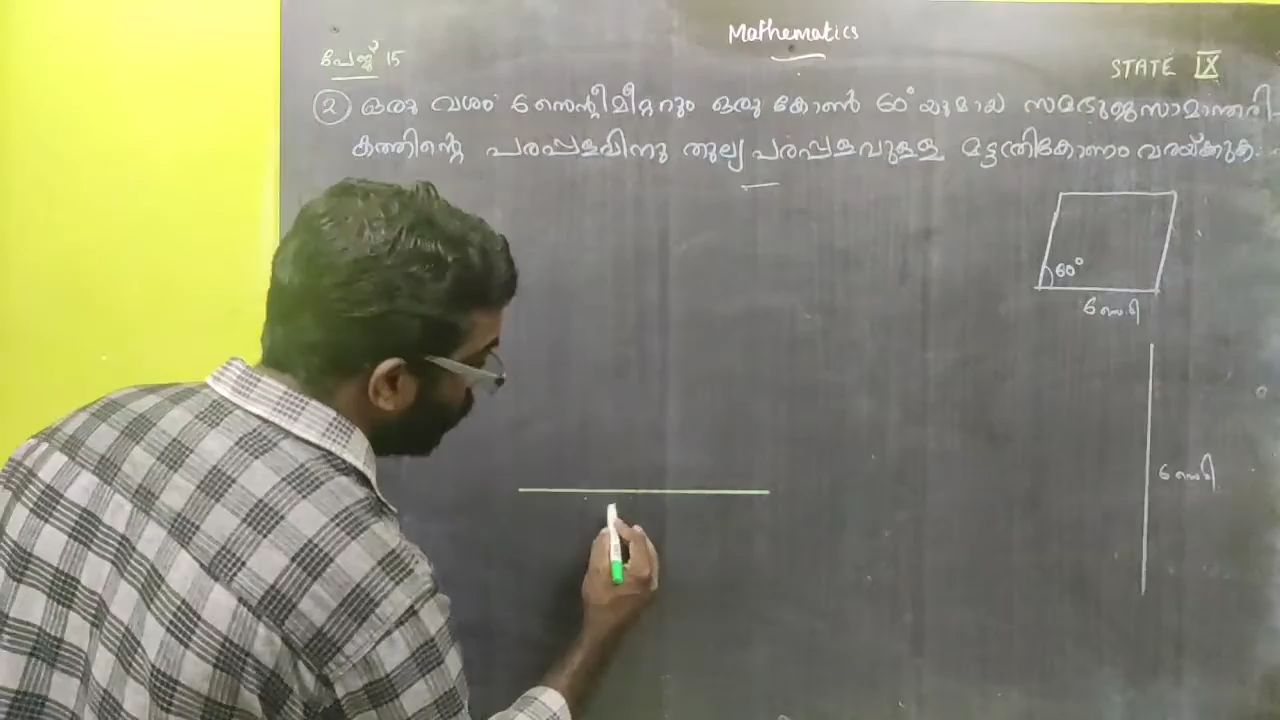 Mathematics
പേജ് 15
STATE IX
2 ഒരു വശം 6 സെന്റീമീറ്ററും ഒരു കോൺ 60° യുമായ സമഭുജസാമാന്തരി-
കത്തിന്റെ പരപ്പളവിനു തുല്യ പരപ്പളവുള്ള മട്ടത്രികോണം വരയ്ക്കുക.
60°
6 സെ.മി
6 സെ.മി